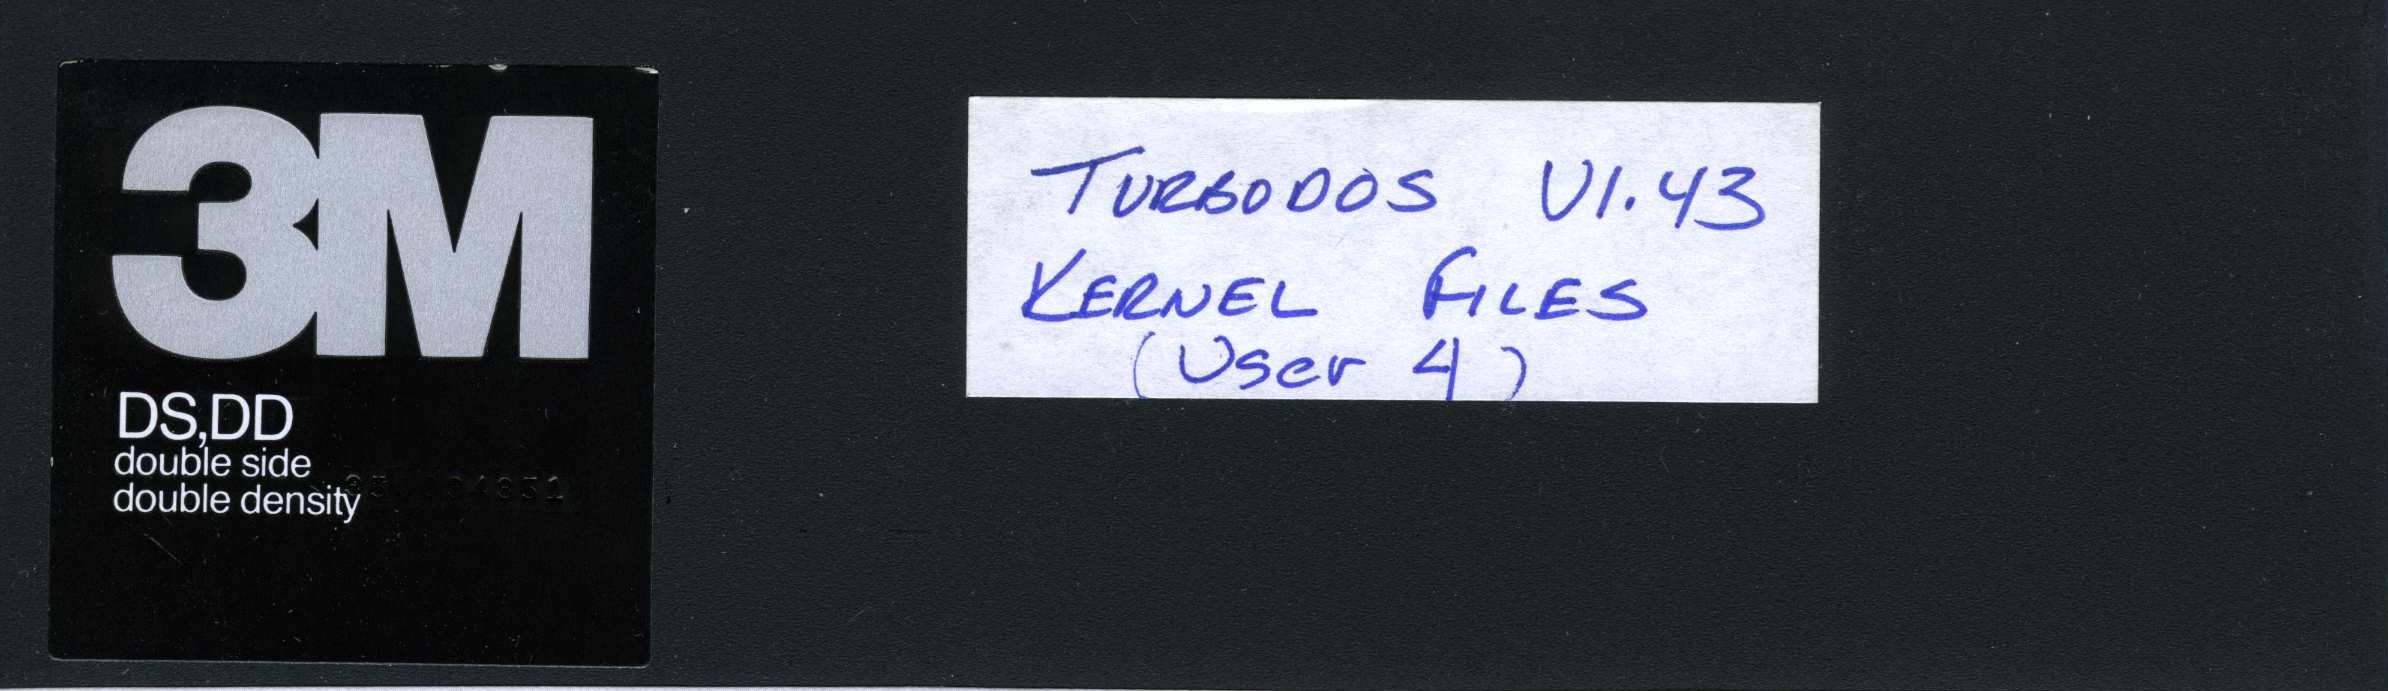 3M
DS,DD
double side
double density
TURBODOS V1.43
KERNEL FILES
(User 4)